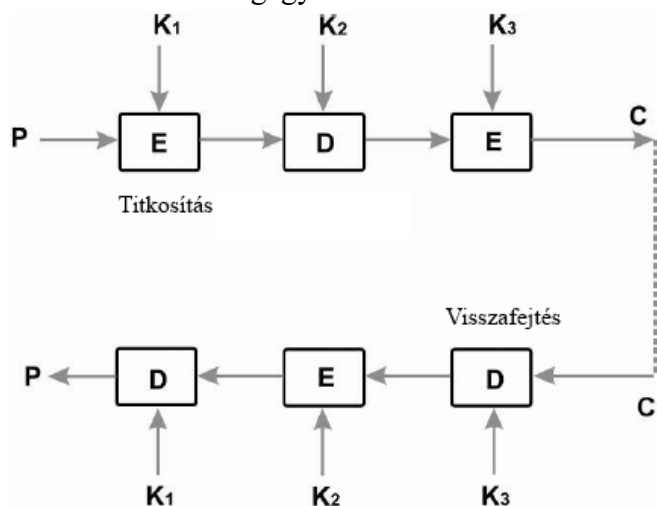 K1 K2 K3
P E D E C
Titkosítás
Visszafejtés
P D E D C
K1 K2 K3